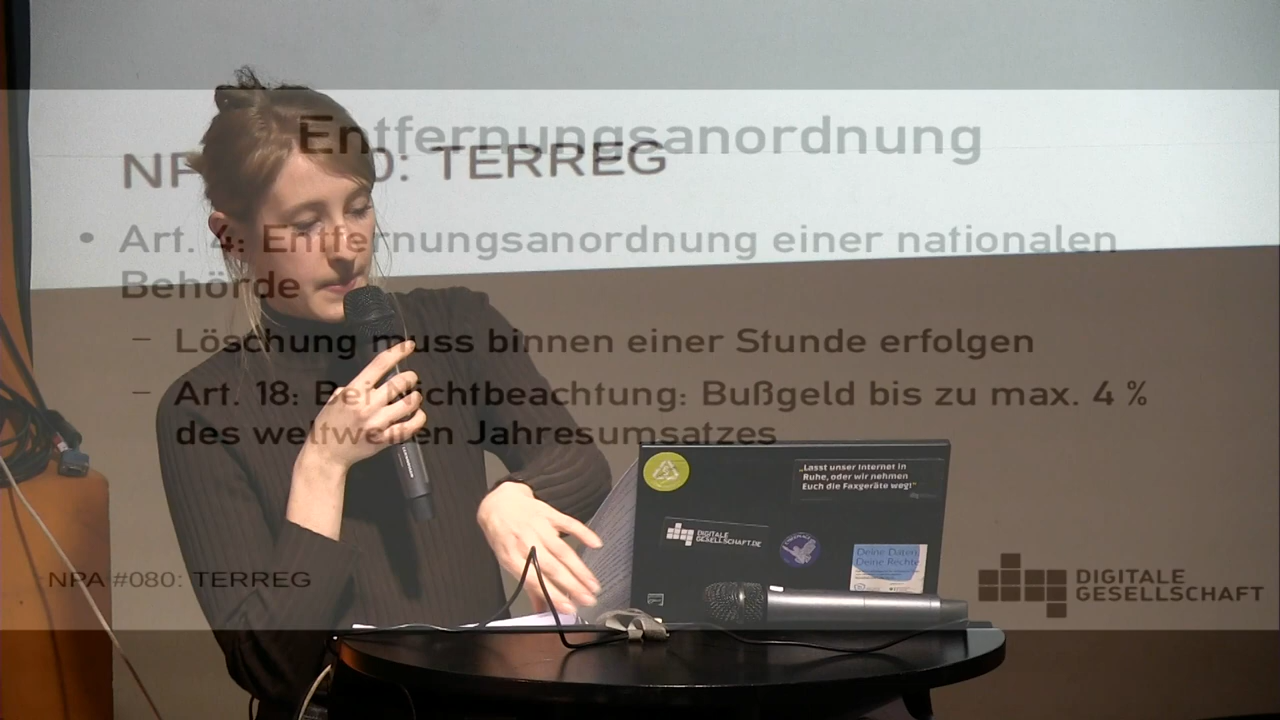 Entfernungsanordnung
NPA #080: TERREG
• Art. 4: Entfernungsanordnung einer nationalen
Behörde
– Löschung muss binnen einer Stunde erfolgen
– Art. 18: Bei Nichtbeachtung: Bußgeld bis zu max. 4 %
des weltweiten Jahresumsatzes
„Lasst unser Internet in
Ruhe, oder wir nehmen
Euch die Faxgeräte weg!“
DIGITALE
GESELLSCHAFT.DE
Deine Daten
Deine Rechte
NPA #080: TERREG
DIGITALE
GESELLSCHAFT